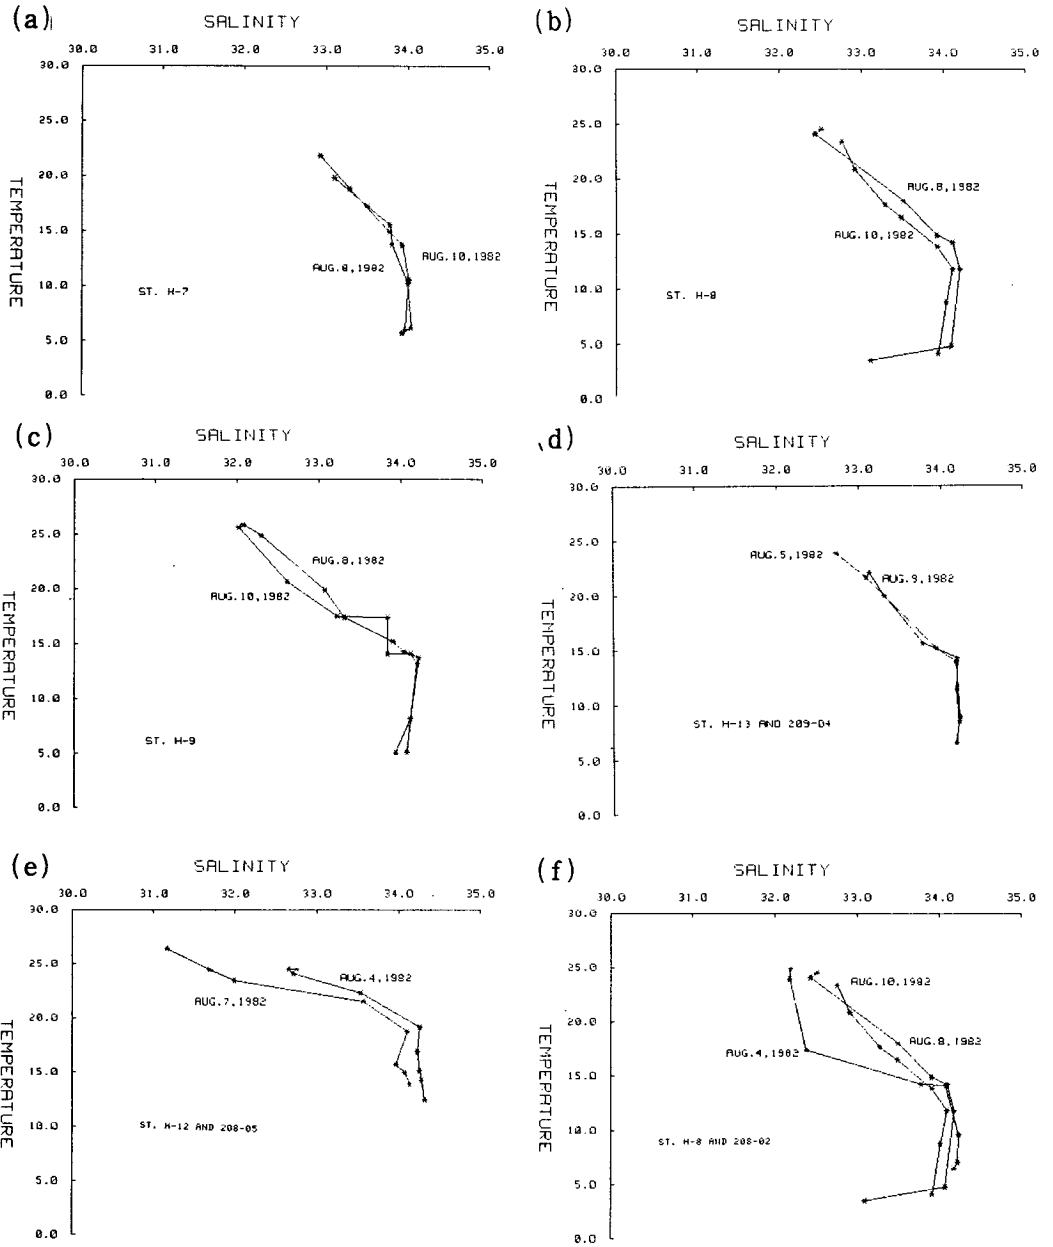 (a)
SALINITY
30.0 31.0 32.0 33.0 34.0 35.0
30.0
25.0
20.0
15.0
10.0
5.0
0.0
TEMPERATURE
AUG.8,1982
AUG.10,1982
ST. H-7
(b)
SALINITY
30.0 31.0 32.0 33.0 34.0 35.0
30.0
25.0
20.0
15.0
10.0
5.0
0.0
TEMPERATURE
AUG.8,1982
AUG.10,1982
ST. H-8
(c)
SALINITY
30.0 31.0 32.0 33.0 34.0 35.0
30.0
25.0
20.0
15.0
10.0
5.0
0.0
TEMPERATURE
AUG.8,1982
AUG.10,1982
ST. H-9
d)
SALINITY
30.0 31.0 32.0 33.0 34.0 35.0
30.0
25.0
20.0
15.0
10.0
5.0
0.0
TEMPERATURE
AUG.5,1982
AUG.9,1982
ST. H-13 AND 209-04
(e)
SALINITY
30.0 31.0 32.0 33.0 34.0 35.0
30.0
25.0
20.0
15.0
10.0
5.0
0.0
TEMPERATURE
AUG.4,1982
AUG.7,1982
ST. H-12 AND 208-05
(f)
SALINITY
30.0 31.0 32.0 33.0 34.0 35.0
30.0
25.0
20.0
15.0
10.0
5.0
0.0
TEMPERATURE
AUG.10,1982
AUG.8,1982
AUG.4,1982
ST. H-8 AND 208-02